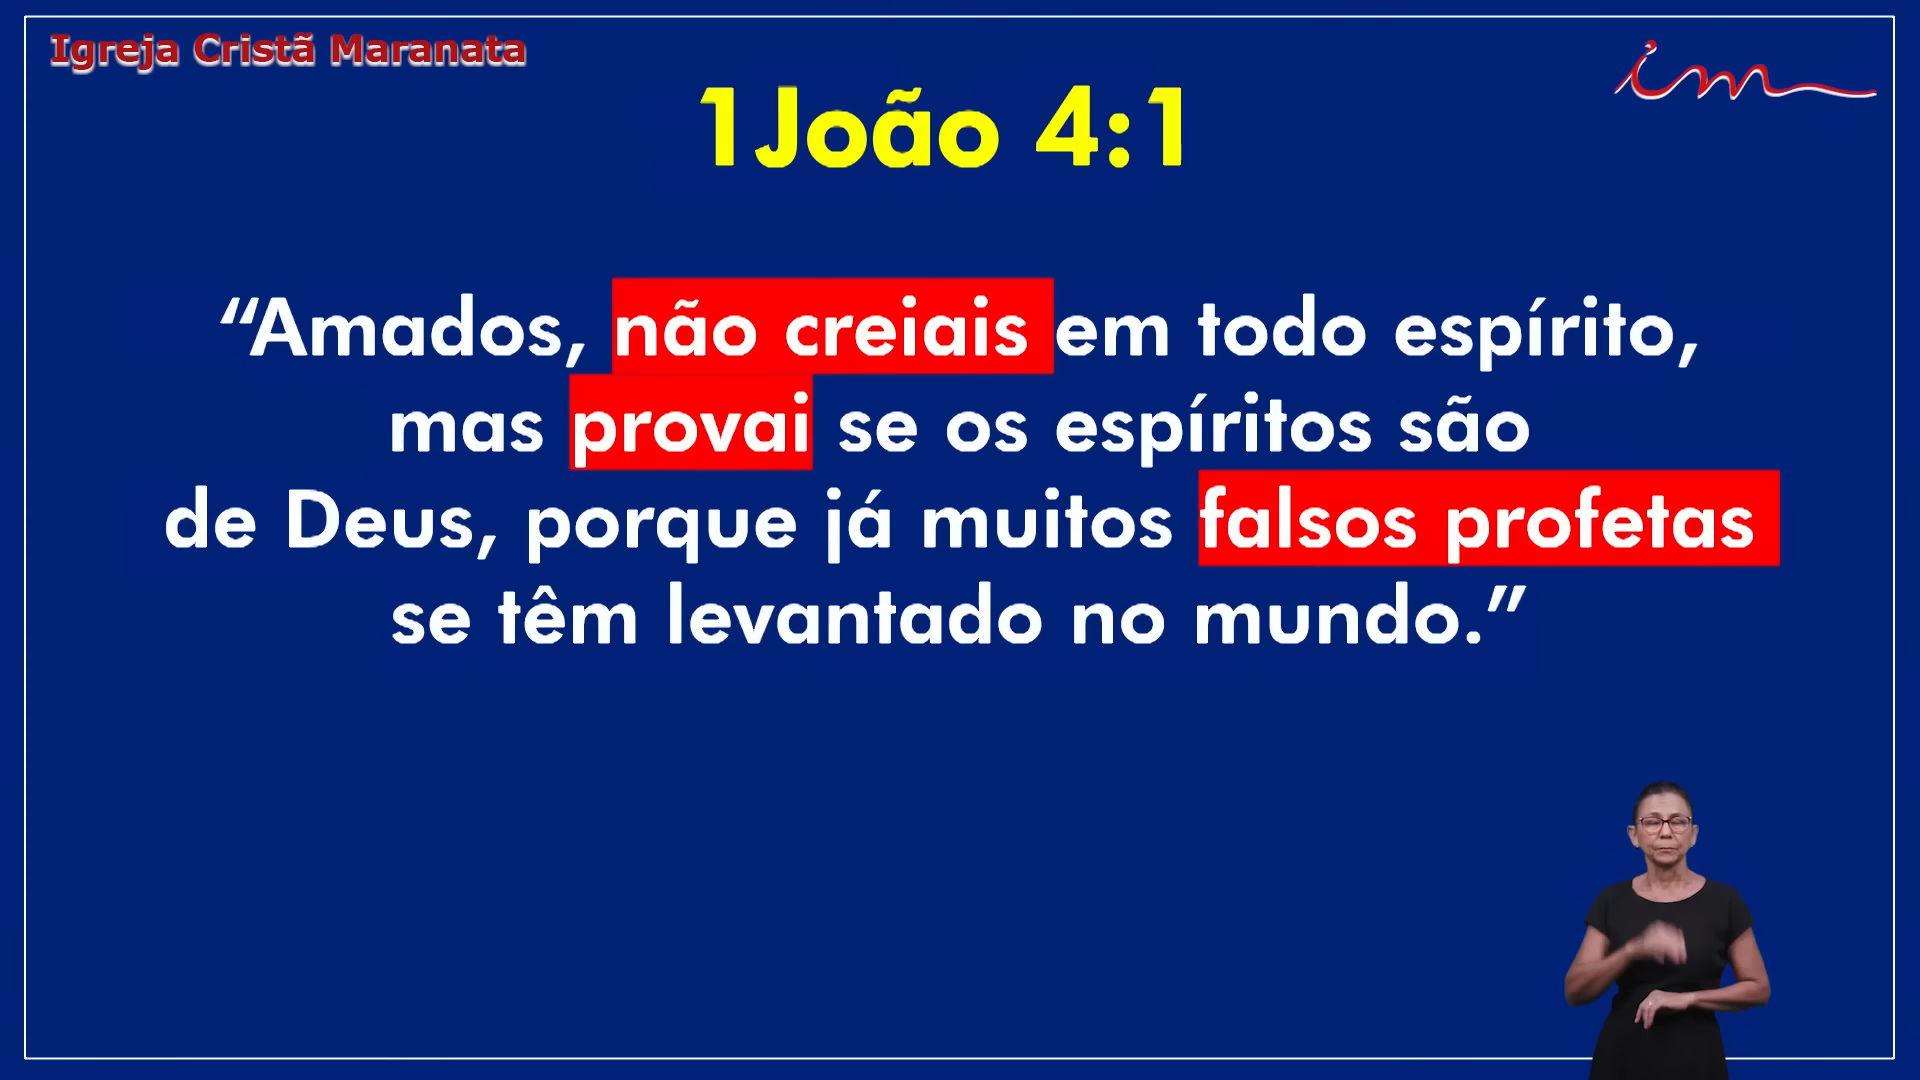 Igreja Cristã Maranata
im
1João 4:1
“Amados, não creiais em todo espírito,
mas provai se os espíritos são
de Deus, porque já muitos falsos profetas
se têm levantado no mundo.”